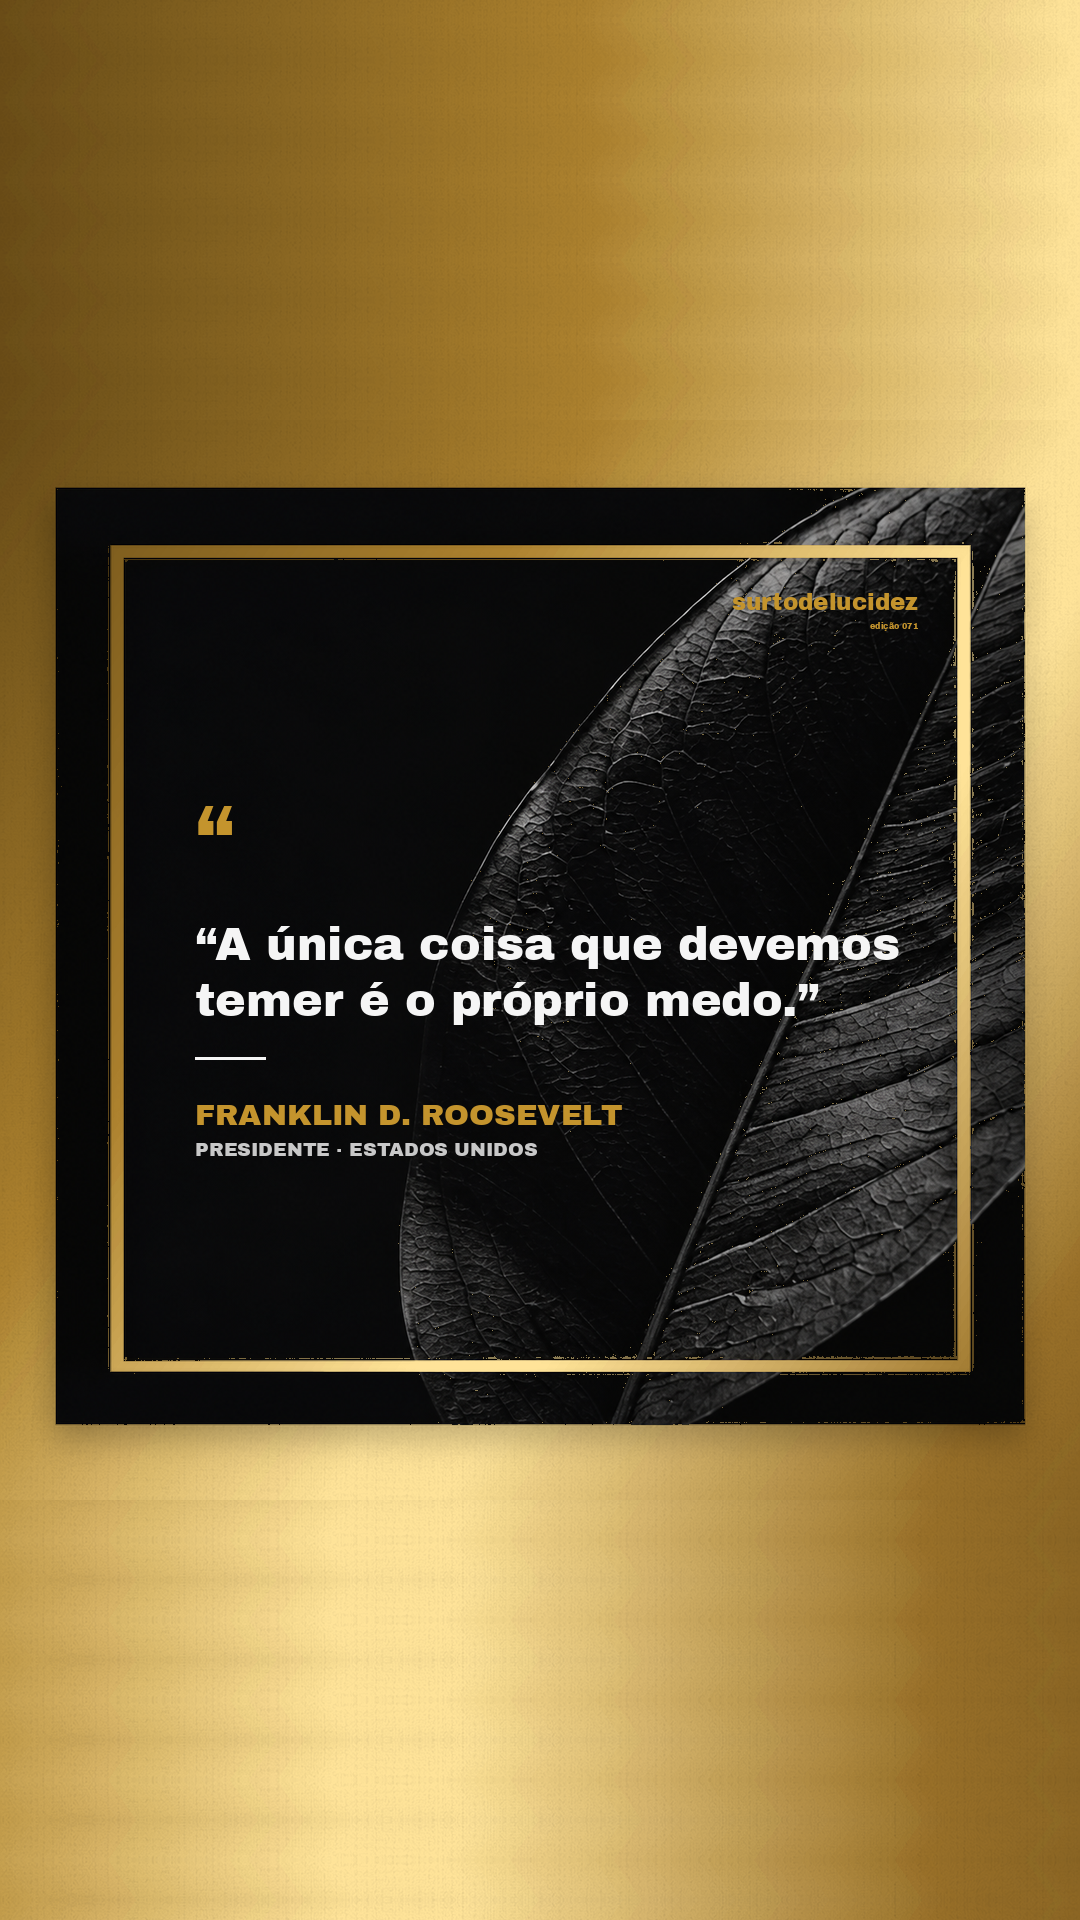 surtodelucidez
edição 071
“
“A única coisa que devemos
temer é o próprio medo.”
FRANKLIN D. ROOSEVELT
PRESIDENTE · ESTADOS UNIDOS